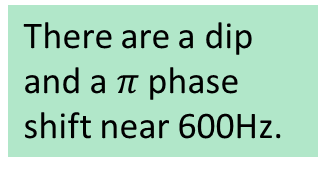 There are a dip
and a π phase
shift near 600Hz.